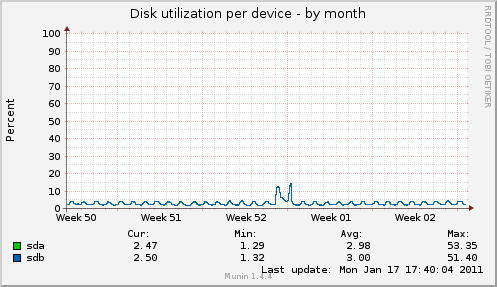 Disk utilization per device - by month
RRDTOOL / TOBI OETIKER
Percent
100
90
80
70
60
50
40
30
20
10
0
Week 50 Week 51 Week 52 Week 01 Week 02
Cur: Min: Avg: Max:
sda 2.47 1.29 2.98 53.35
sdb 2.50 1.32 3.00 51.40
Last update: Mon Jan 17 17:40:04 2011
Munin 1.4.4